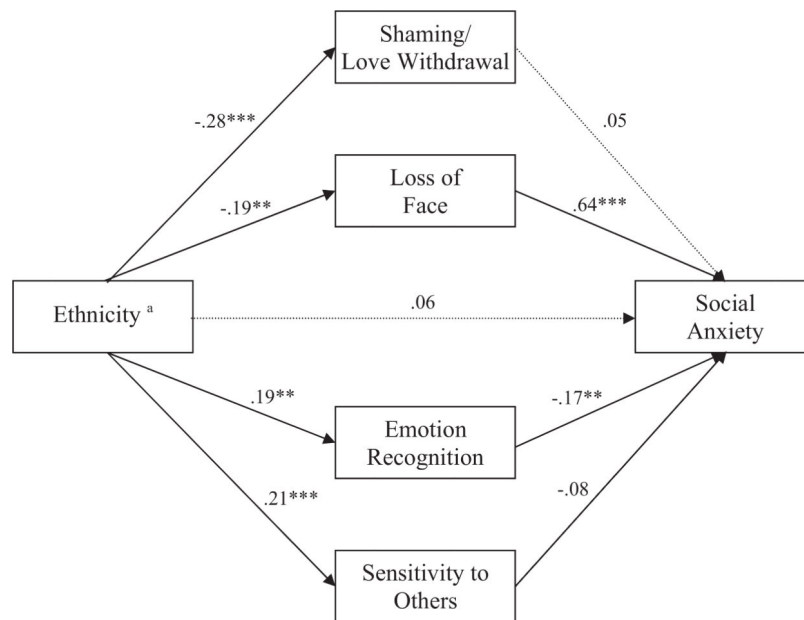 Shaming/
Love Withdrawal
-.28***
.05
Loss of
Face
-.19**
.64***
Ethnicity a
.06
Social
Anxiety
.19**
-.17**
Emotion
Recognition
.21***
-.08
Sensitivity to
Others